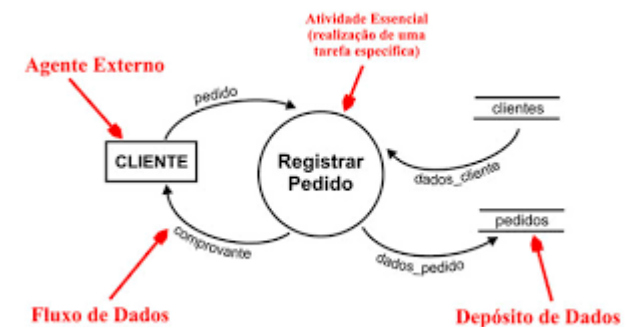 Atividade Essencial
(realização de uma
tarefa específica)
Agente Externo
pedido
clientes
CLIENTE
Registrar
Pedido
dados_cliente
pedidos
comprovante
dados_pedido
Fluxo de Dados
Depósito de Dados